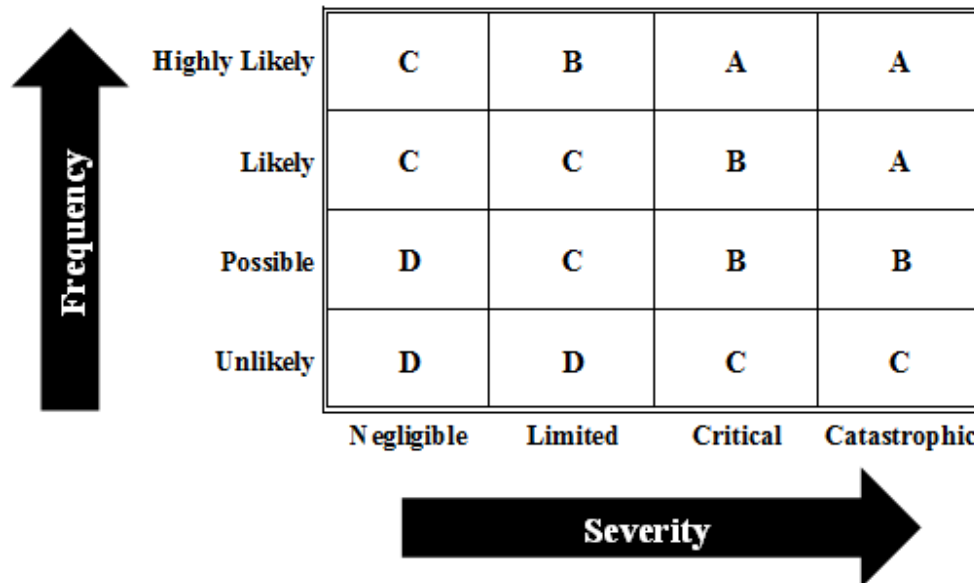 Highly Likely C B A A
Likely C C B A
Possible D C B B
Unlikely D D C C
Negligible Limited Critical Catastrophic
Frequency
Severity